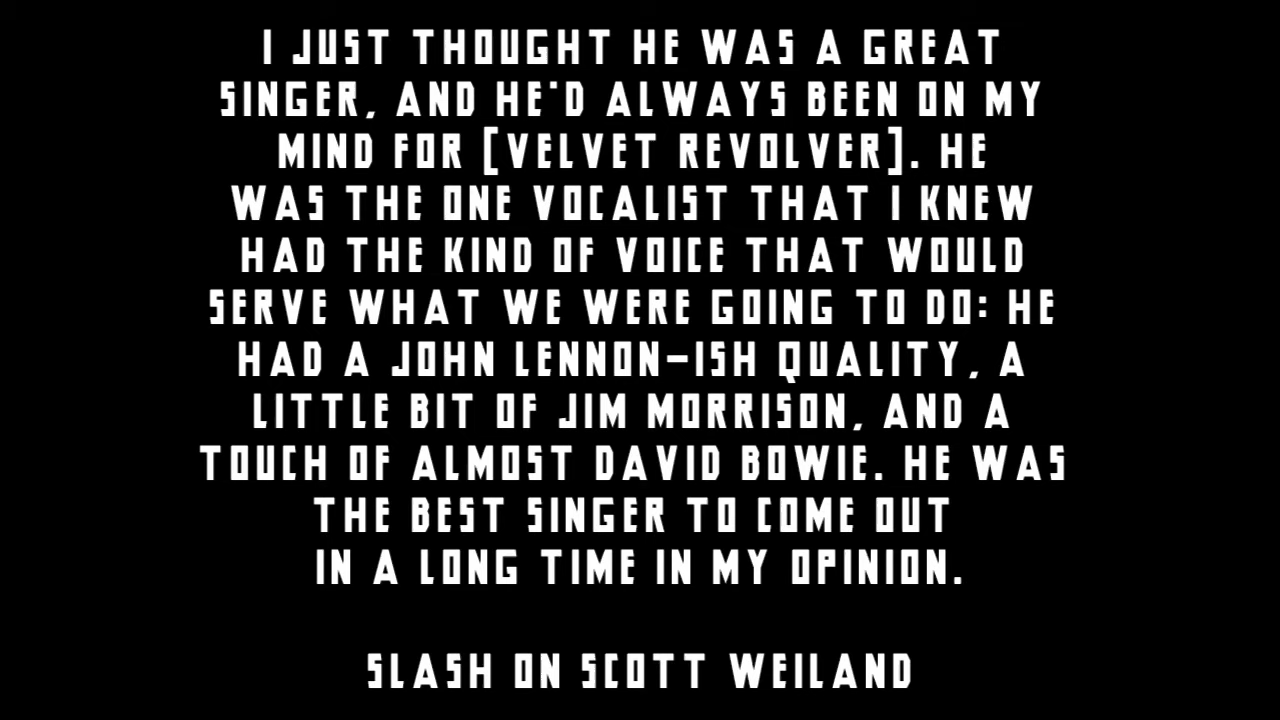 I JUST THOUGHT HE WAS A GREAT
SINGER, AND HE'D ALWAYS BEEN ON MY
MIND FOR [VELVET REVOLVER]. HE
WAS THE ONE VOCALIST THAT I KNEW
HAD THE KIND OF VOICE THAT WOULD
SERVE WHAT WE WERE GOING TO DO: HE
HAD A JOHN LENNON-ISH QUALITY, A
LITTLE BIT OF JIM MORRISON, AND A
TOUCH OF ALMOST DAVID BOWIE. HE WAS
THE BEST SINGER TO COME OUT
IN A LONG TIME IN MY OPINION.
SLASH ON SCOTT WEILAND